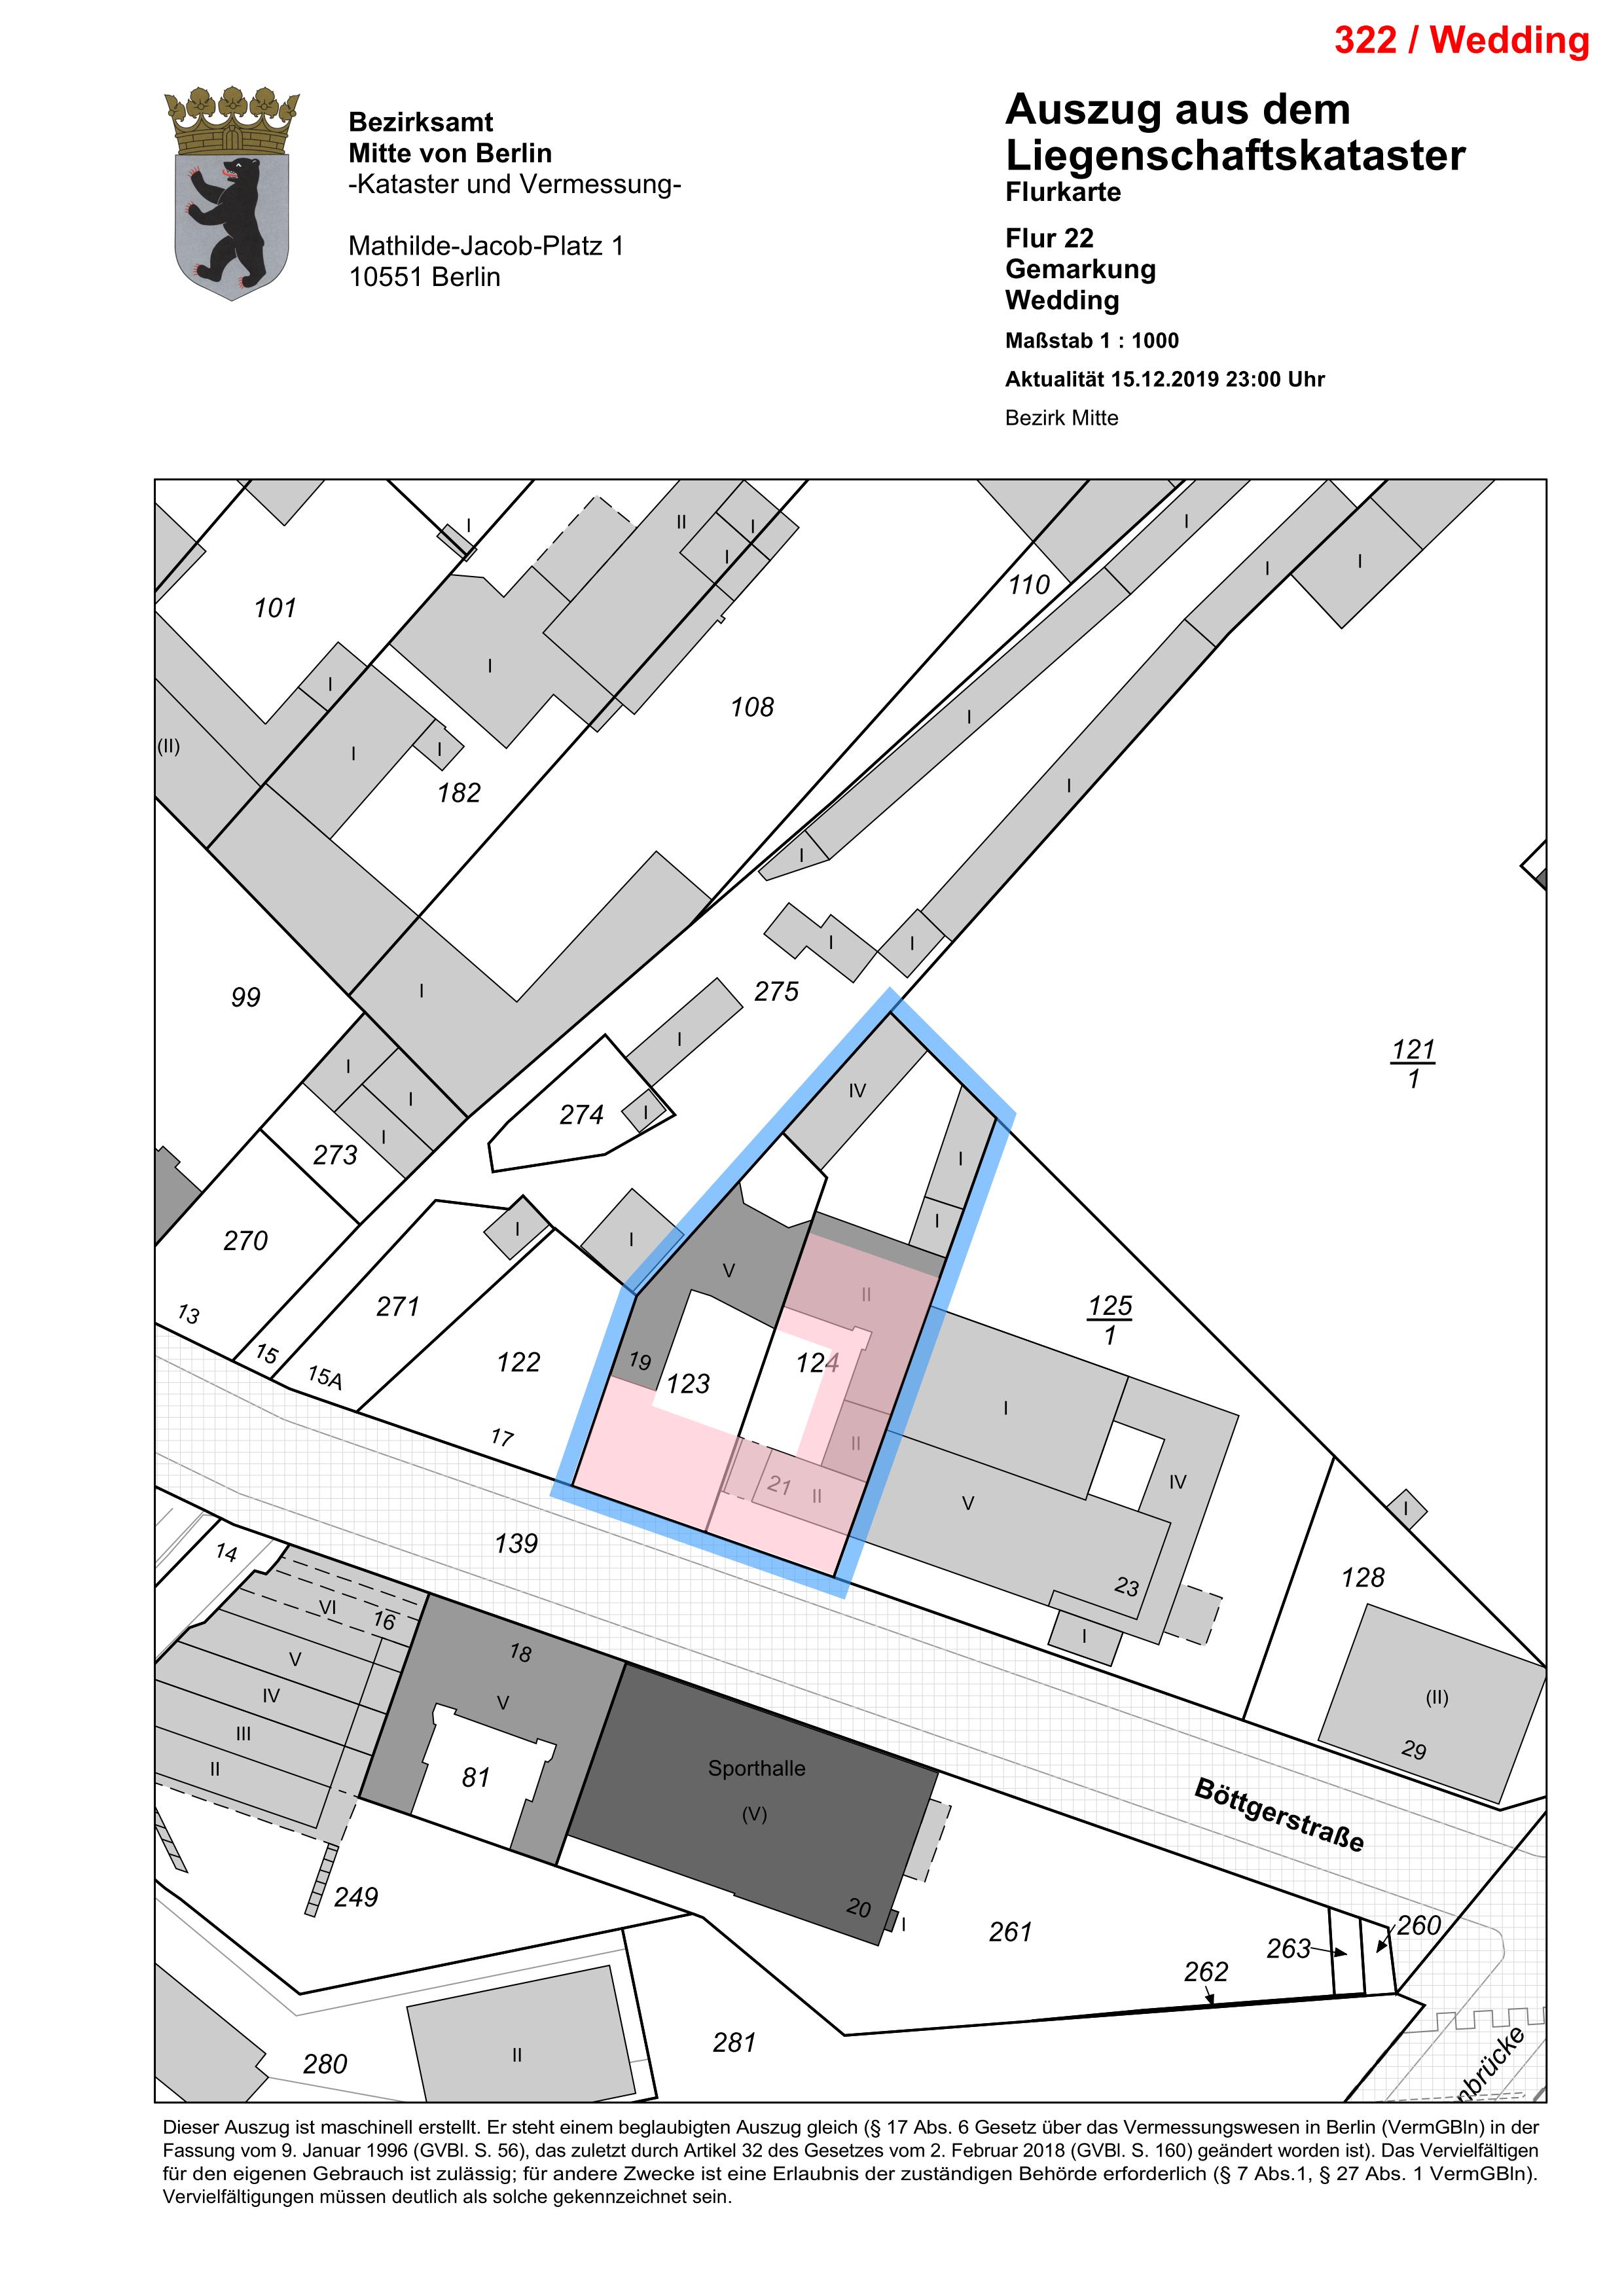 322 / Wedding
Bezirksamt
Mitte von Berlin
-Kataster und Vermessung-
Mathilde-Jacob-Platz 1
10551 Berlin
Auszug aus dem
Liegenschaftskataster
Flurkarte
Flur 22
Gemarkung
Wedding
Maßstab 1 : 1000
Aktualität 15.12.2019 23:00 Uhr
Bezirk Mitte
I
II
I
I
I
I
I
110
101
I
I
108
(II)
I
I
182
I
I
I
I
I
99
I
275
I
I
I
I
274
I
I
273
121
1
IV
I
I
270
I
I
V
13
271
II
125
1
15
15A
122
19
123
124
I
17
II
21
II
V
IV
I
139
23
128
14
VI
16
18
I
V
V
IV
III
II
(II)
29
81
Sporthalle
(V)
Böttgerstraße
249
20
I
261
263
260
262
280
II
281
nbrücke
Dieser Auszug ist maschinell erstellt. Er steht einem beglaubigten Auszug gleich (§ 17 Abs. 6 Gesetz über das Vermessungswesen in Berlin (VermGBln) in der
Fassung vom 9. Januar 1996 (GVBl. S. 56), das zuletzt durch Artikel 32 des Gesetzes vom 2. Februar 2018 (GVBl. S. 160) geändert worden ist). Das Vervielfältigen
für den eigenen Gebrauch ist zulässig; für andere Zwecke ist eine Erlaubnis der zuständigen Behörde erforderlich (§ 7 Abs.1, § 27 Abs. 1 VermGBln).
Vervielfältigungen müssen deutlich als solche gekennzeichnet sein.